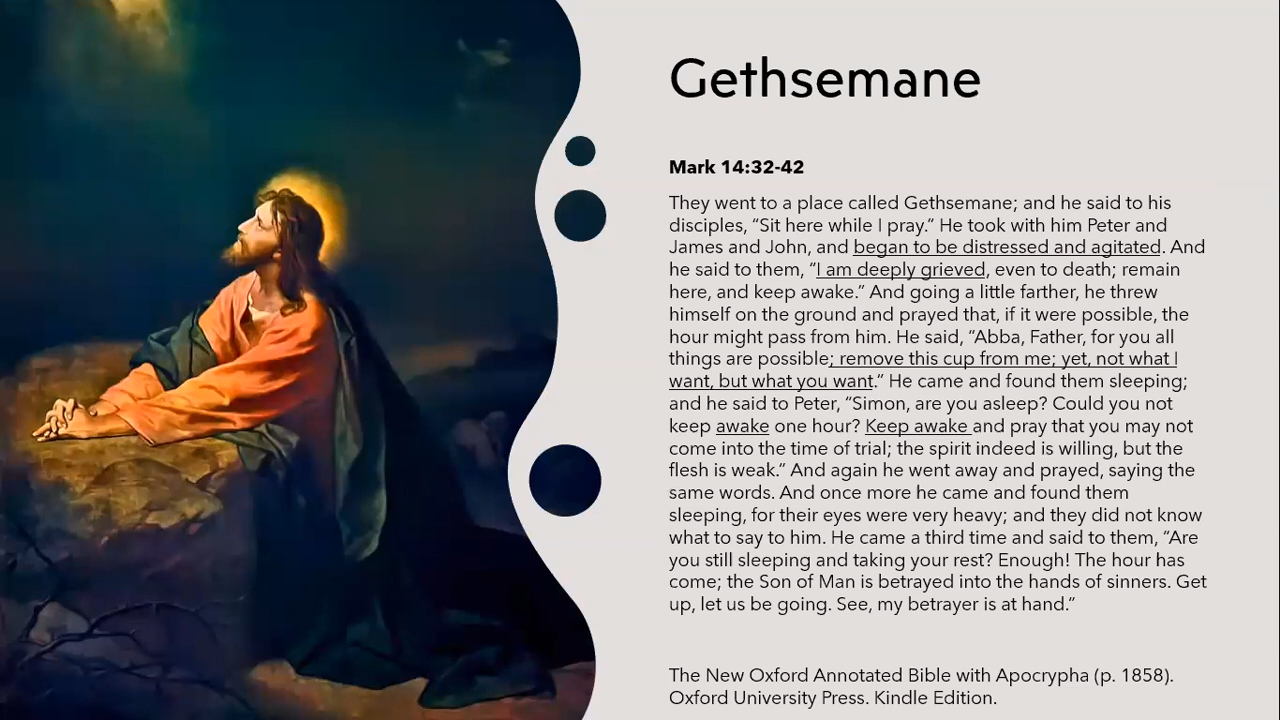 Gethsemane
Mark 14:32-42
They went to a place called Gethsemane; and he said to his
disciples, “Sit here while I pray.” He took with him Peter and
James and John, and began to be distressed and agitated. And
he said to them, “I am deeply grieved, even to death; remain
here, and keep awake.” And going a little farther, he threw
himself on the ground and prayed that, if it were possible, the
hour might pass from him. He said, “Abba, Father, for you all
things are possible; remove this cup from me; yet, not what I
want, but what you want.” He came and found them sleeping;
and he said to Peter, “Simon, are you asleep? Could you not
keep awake one hour? Keep awake and pray that you may not
come into the time of trial; the spirit indeed is willing, but the
flesh is weak.” And again he went away and prayed, saying the
same words. And once more he came and found them
sleeping, for their eyes were very heavy; and they did not know
what to say to him. He came a third time and said to them, “Are
you still sleeping and taking your rest? Enough! The hour has
come; the Son of Man is betrayed into the hands of sinners. Get
up, let us be going. See, my betrayer is at hand.”
The New Oxford Annotated Bible with Apocrypha (p. 1858).
Oxford University Press. Kindle Edition.